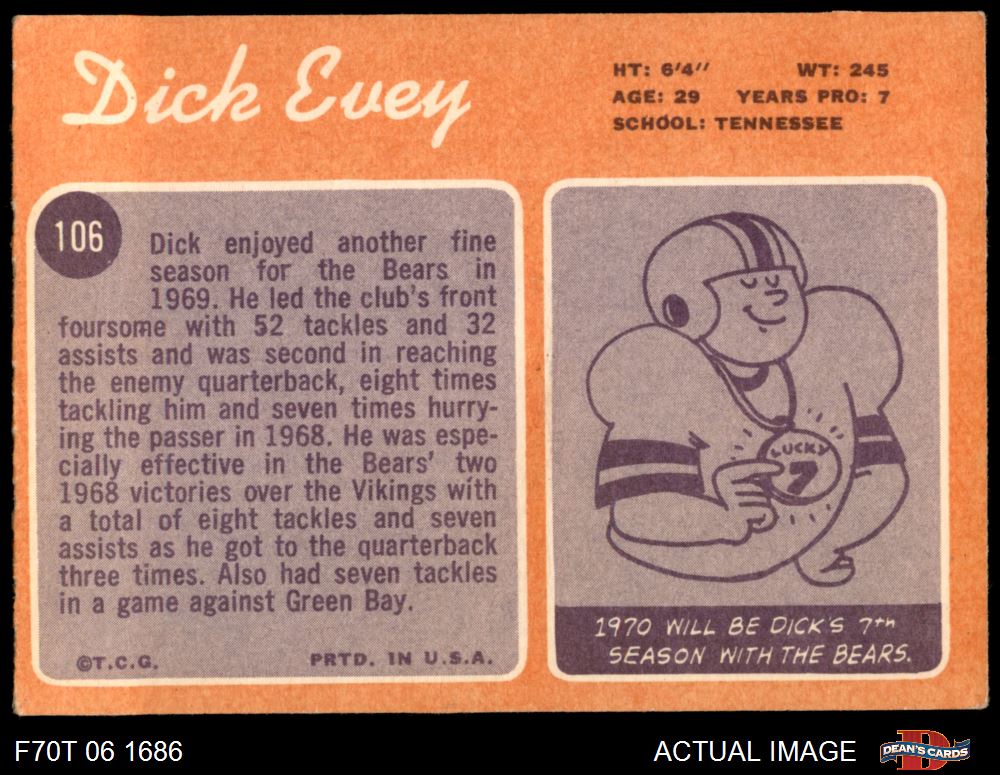 Dick Evey
HT: 6'4'' WT: 245
AGE: 29 YEARS PRO: 7
SCHOOL: TENNESSEE
106
Dick enjoyed another fine
season for the Bears in
1969. He led the club's front
foursome with 52 tackles and 32
assists and was second in reaching
the enemy quarterback, eight times
tackling him and seven times hurry-
ing the passer in 1968. He was espe-
cially effective in the Bears' two
1968 victories over the Vikings with
a total of eight tackles and seven
assists as he got to the quarterback
three times. Also had seven tackles
in a game against Green Bay.
©T.C.G. PRTD. IN U.S.A.
LUCKY
7
1970 WILL BE DICK'S 7th
SEASON WITH THE BEARS.
F70T 06 1686
ACTUAL IMAGE
D
DEAN'S CARDS